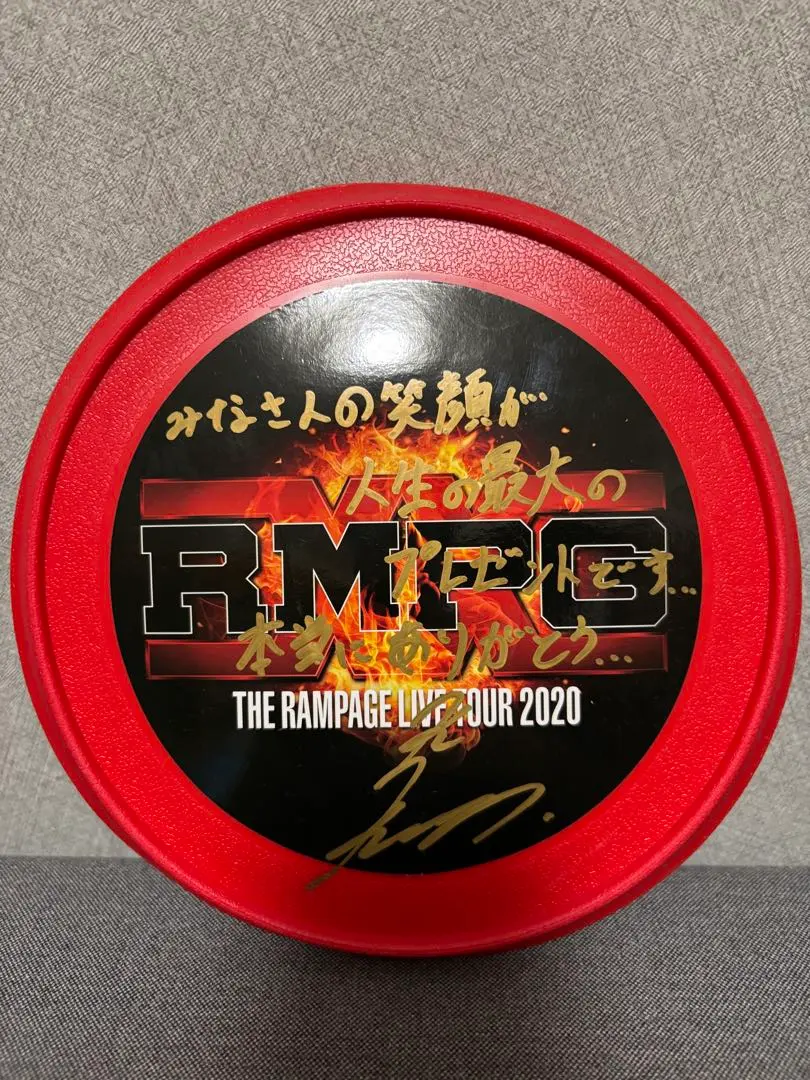 みなさんの笑顔が…
人生の最大の
RMPG
プレゼントです…
本当にありがとう…
THE RAMPAGE LIVE TOUR 2020